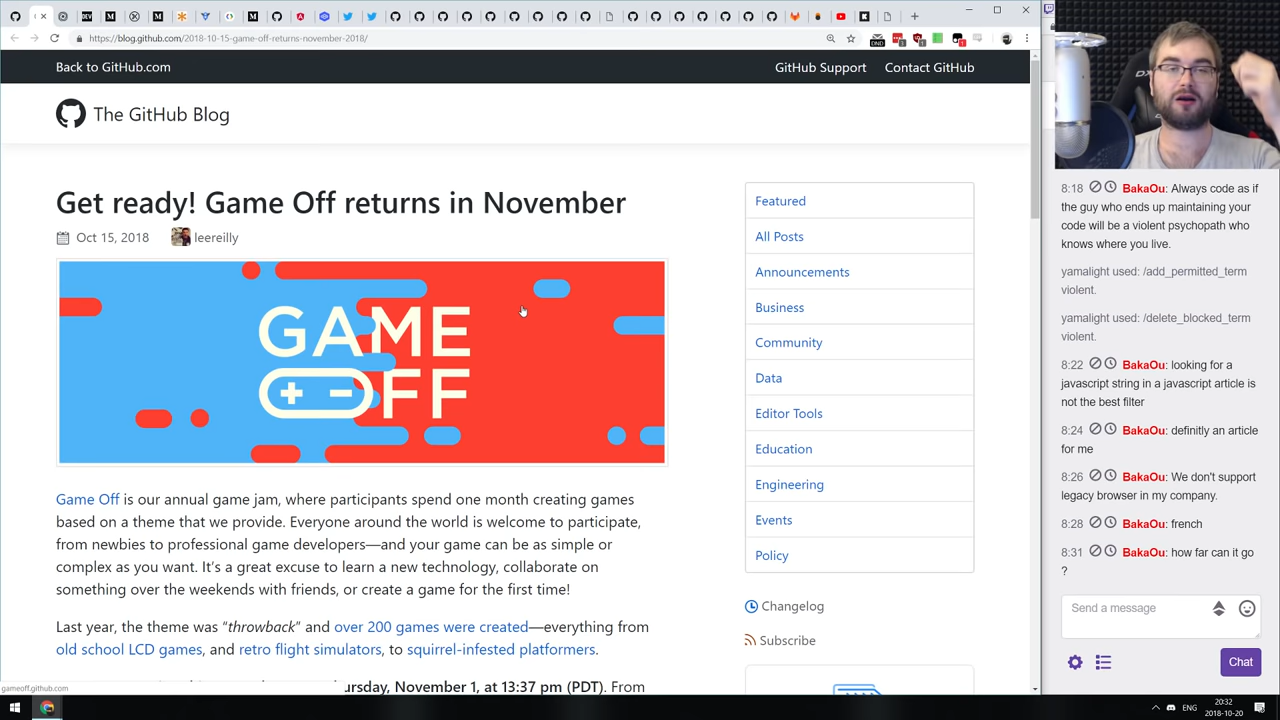 https://blog.github.com/2018-10-15-game-off-returns-november-2018/
Back to GitHub.com
GitHub Support
Contact GitHub
The GitHub Blog
Get ready! Game Off returns in November
Oct 15, 2018
leereilly
GAME
OFF
Game Off is our annual game jam, where participants spend one month creating games
based on a theme that we provide. Everyone around the world is welcome to participate,
from newbies to professional game developers—and your game can be as simple or
complex as you want. It's a great excuse to learn a new technology, collaborate on
something over the weekends with friends, or create a game for the first time!
Last year, the theme was "throwback" and over 200 games were created—everything from
old school LCD games, and retro flight simulators, to squirrel-infested platformers.
ursday, November 1, at 13:37 pm (PDT). From
gameoff.github.com
Featured
All Posts
Announcements
Business
Community
Data
Editor Tools
Education
Engineering
Events
Policy
Changelog
Subscribe
8:18 BakaOu: Always code as if
the guy who ends up maintaining your
code will be a violent psychopath who
knows where you live.
yamalight used: /add_permitted_term
violent.
yamalight used: /delete_blocked_term
violent.
8:22 BakaOu: looking for a
javascript string in a javascript article is
not the best filter
8:24 BakaOu: definitly an article
for me
8:26 BakaOu: We don't support
legacy browser in my company.
8:28 BakaOu: french
8:31 BakaOu: how far can it go
?
Send a message
Chat
ENG
20:32
2018-10-20